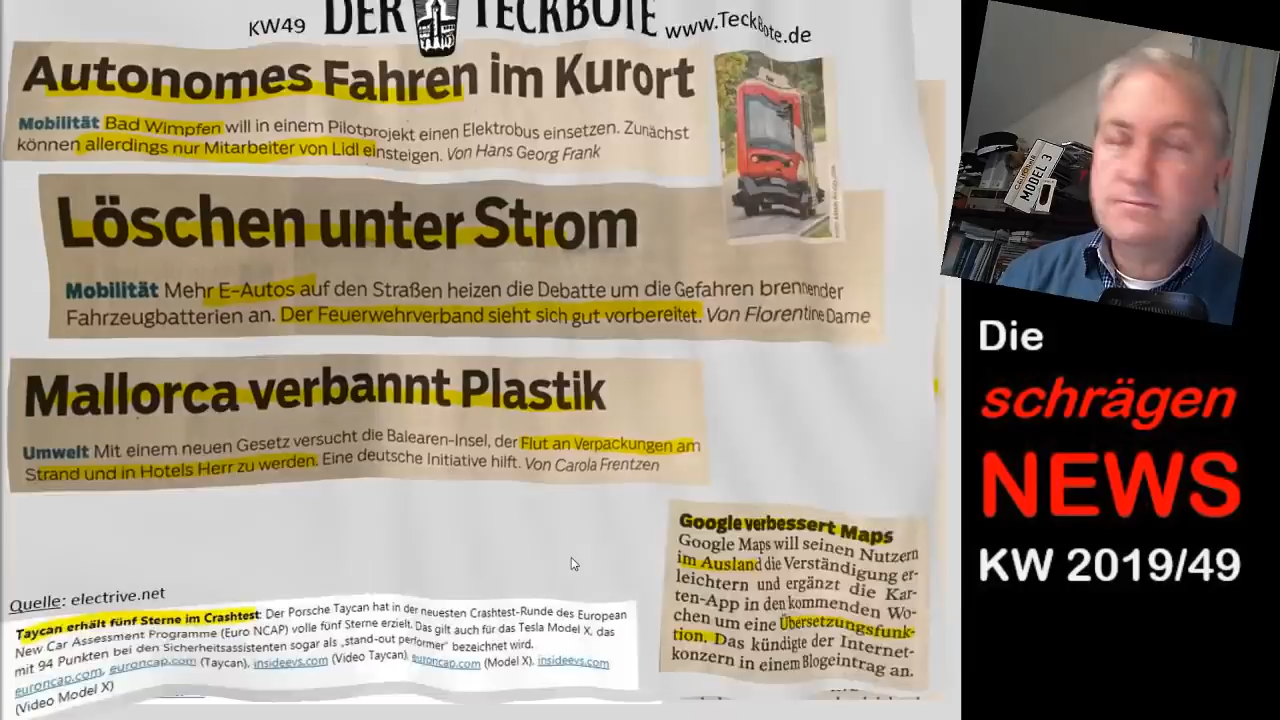 KW49 DER TECKBOTE www.TeckBote.de
Autonomes Fahren im Kurort
Mobilität Bad Wimpfen will in einem Pilotprojekt einen Elektrobus einsetzen. Zunächst
können allerdings nur Mitarbeiter von Lidl einsteigen. Von Hans Georg Frank
Löschen unter Strom
Mobilität Mehr E-Autos auf den Straßen heizen die Debatte um die Gefahren brennender
Fahrzeugbatterien an. Der Feuerwehrverband sieht sich gut vorbereitet. Von Florentine Dame
Mallorca verbannt Plastik
Umwelt Mit einem neuen Gesetz versucht die Balearen-Insel, der Flut an Verpackungen am
Strand und in Hotels Herr zu werden. Eine deutsche Initiative hilft. Von Carola Frentzen
Google verbessert Maps
Google Maps will seinen Nutzern
im Ausland die Verständigung er-
leichtern und ergänzt die Kar-
ten-App in den kommenden Wo-
chen um eine Übersetzungsfunk-
tion. Das kündigte der Internet-
konzern in einem Blogeintrag an.
Quelle: electrive.net
Taycan erhält fünf Sterne im Crashtest: Der Porsche Taycan hat in der neuesten Crashtest-Runde des European
New Car Assessment Programme (Euro NCAP) volle fünf Sterne erzielt. Das gilt auch für das Tesla Model X, das
mit 94 Punkten bei den Sicherheitsassistenten sogar als „stand-out performer" bezeichnet wird.
euroncap.com, euroncap.com (Taycan), insideevs.com (Video Taycan), euroncap.com (Model X), insideevs.com
(Video Model X)
California
MODEL 3
Die
schrägen
NEWS
KW 2019/49